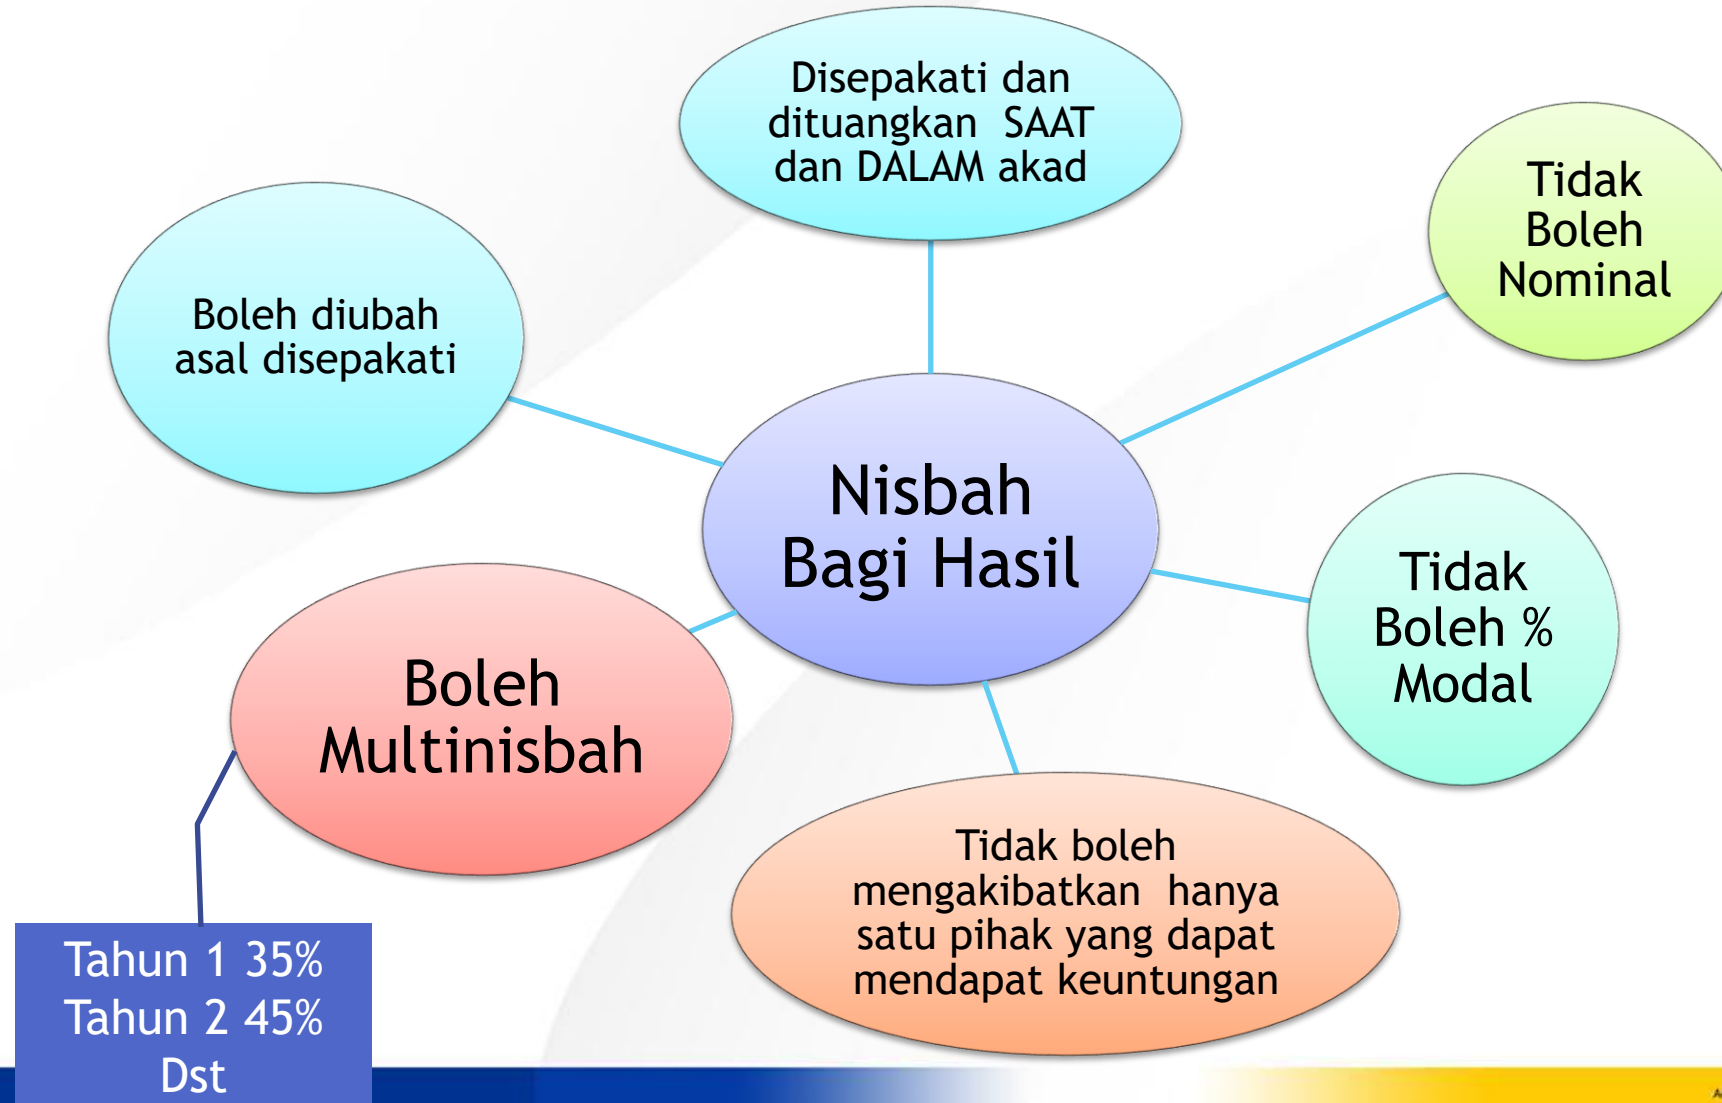 Disepakati dan
dituangkan SAAT
dan DALAM akad
Tidak
Boleh
Nominal
Boleh diubah
asal disepakati
Nisbah
Bagi Hasil
Tidak
Boleh %
Modal
Boleh
Multinisbah
Tidak boleh
mengakibatkan hanya
satu pihak yang dapat
mendapat keuntungan
Tahun 1 35%
Tahun 2 45%
Dst